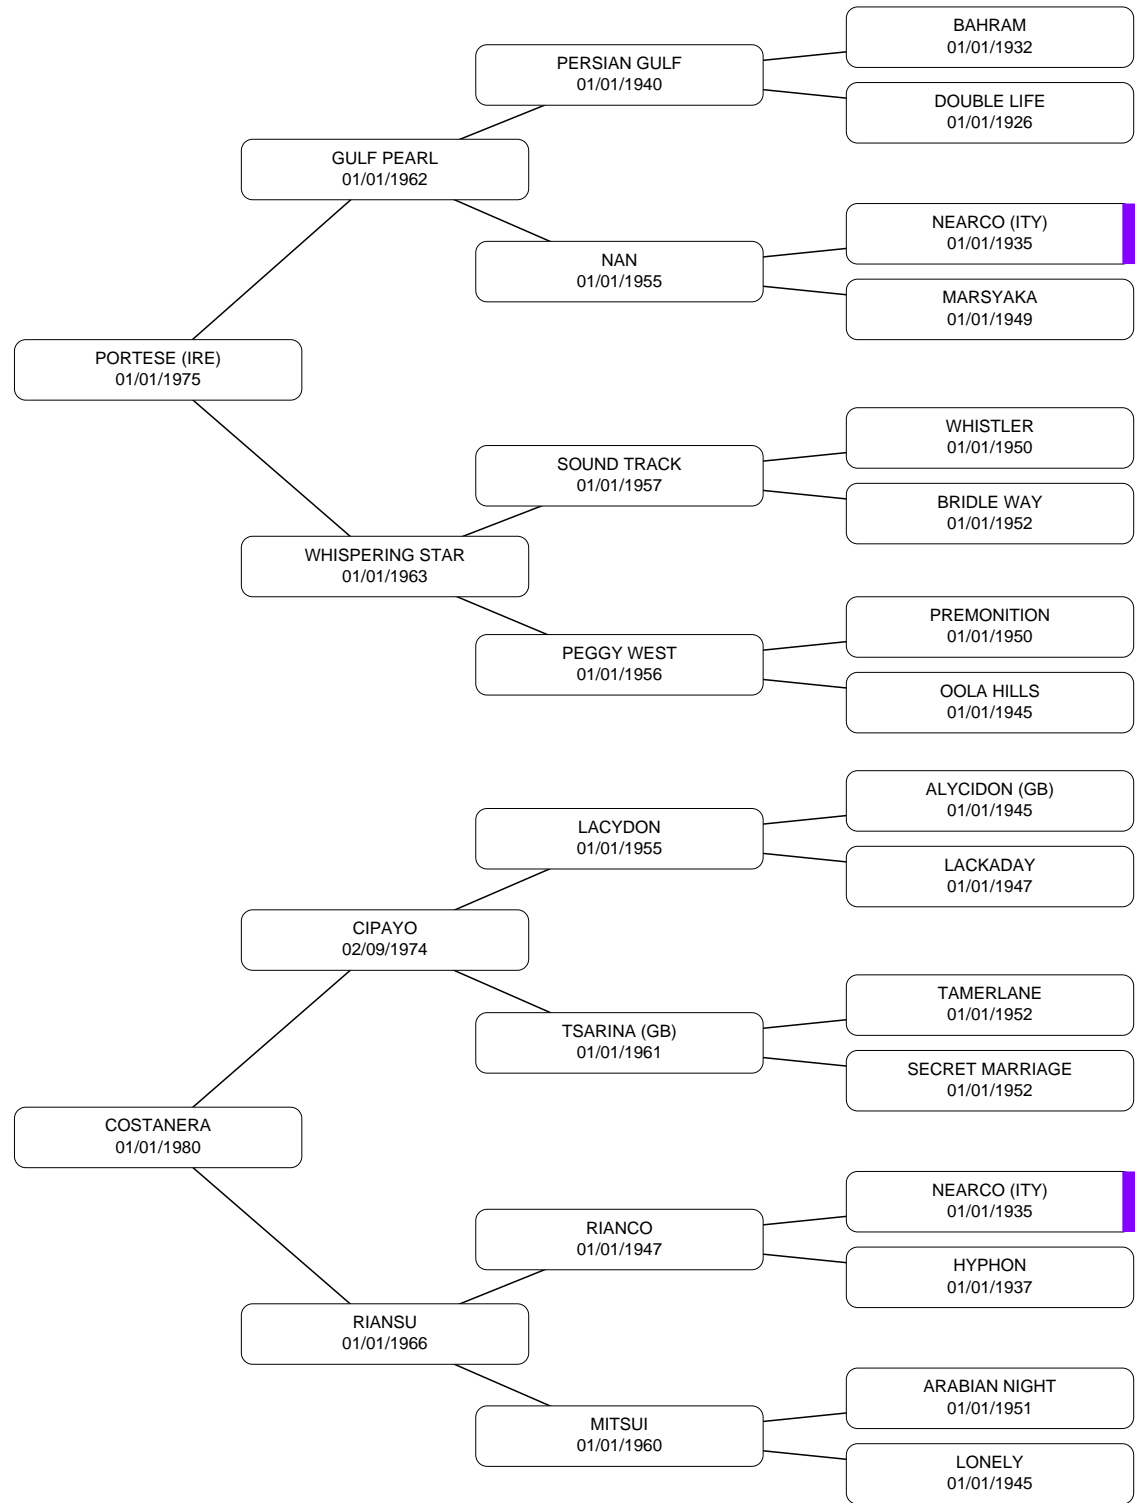 BAHRAM
01/01/1932
PERSIAN GULF
01/01/1940
DOUBLE LIFE
01/01/1926
GULF PEARL
01/01/1962
NEARCO (ITY)
01/01/1935
NAN
01/01/1955
MARSYAKA
01/01/1949
PORTESE (IRE)
01/01/1975
WHISTLER
01/01/1950
SOUND TRACK
01/01/1957
BRIDLE WAY
01/01/1952
WHISPERING STAR
01/01/1963
PREMONITION
01/01/1950
PEGGY WEST
01/01/1956
OOLA HILLS
01/01/1945
ALYCIDON (GB)
01/01/1945
LACYDON
01/01/1955
LACKADAY
01/01/1947
CIPAYO
02/09/1974
TAMERLANE
01/01/1952
TSARINA (GB)
01/01/1961
SECRET MARRIAGE
01/01/1952
COSTANERA
01/01/1980
NEARCO (ITY)
01/01/1935
RIANCO
01/01/1947
HYPHON
01/01/1937
RIANSU
01/01/1966
ARABIAN NIGHT
01/01/1951
MITSUI
01/01/1960
LONELY
01/01/1945